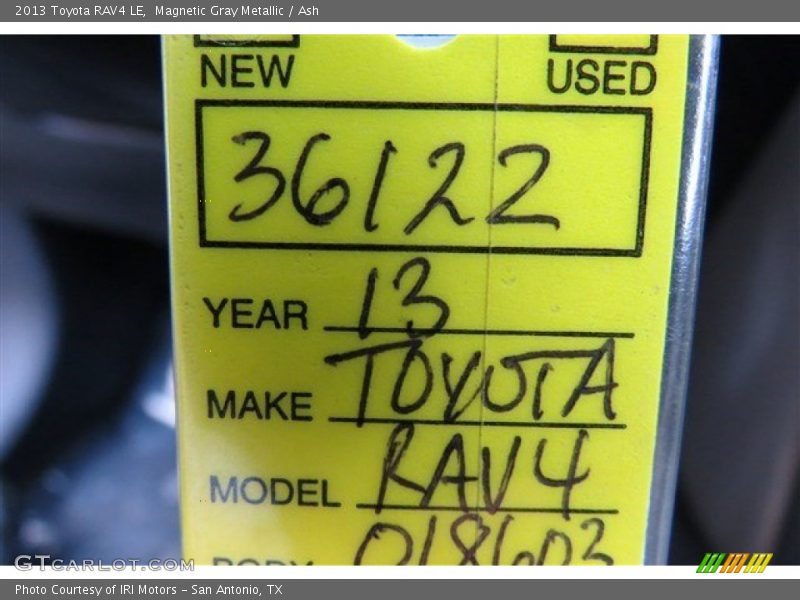 2013 Toyota RAV4 LE,  Magnetic Gray Metallic / Ash
NEW USED
36122
YEAR 13
MAKE TOYOTA
MODEL RAV4
018603
GTCARLOT.COM
Photo Courtesy of IRI Motors - San Antonio, TX